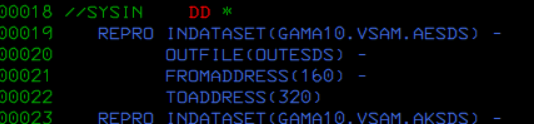 00018 //SYSIN    DD *
00019    REPRO INDATASET(GAMA10.VSAM.AESDS) -
00020          OUTFILE(OUTESDS) -
00021          FROMADDRESS(160) -
00022          TOADDRESS(320)
00023    REPRO INDATASET(GAMA10.VSAM.AKSDS) -